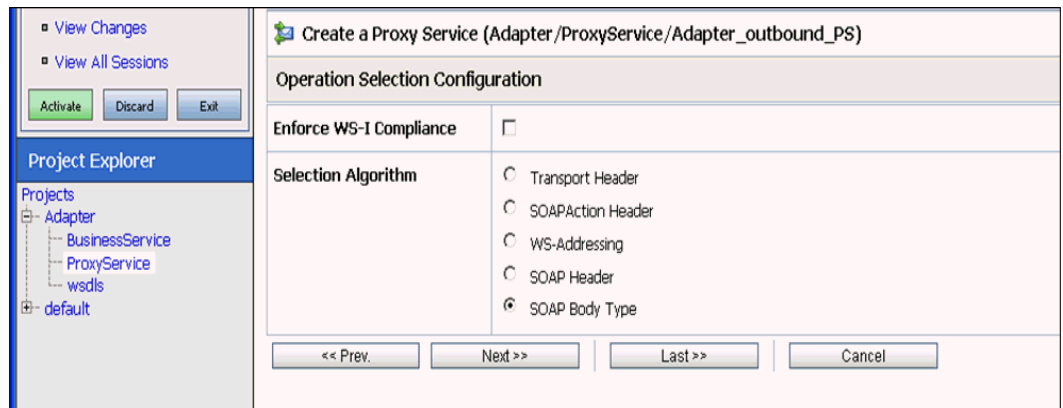 View Changes
View All Sessions
Activate Discard Exit
Project Explorer
Projects
Adapter
BusinessService
ProxyService
wsdls
default
Create a Proxy Service (Adapter/ProxyService/Adapter_outbound_PS)
Operation Selection Configuration
Enforce WS-I Compliance
Selection Algorithm
Transport Header
SOAPAction Header
WS-Addressing
SOAP Header
SOAP Body Type
<< Prev. Next >> Last >> Cancel